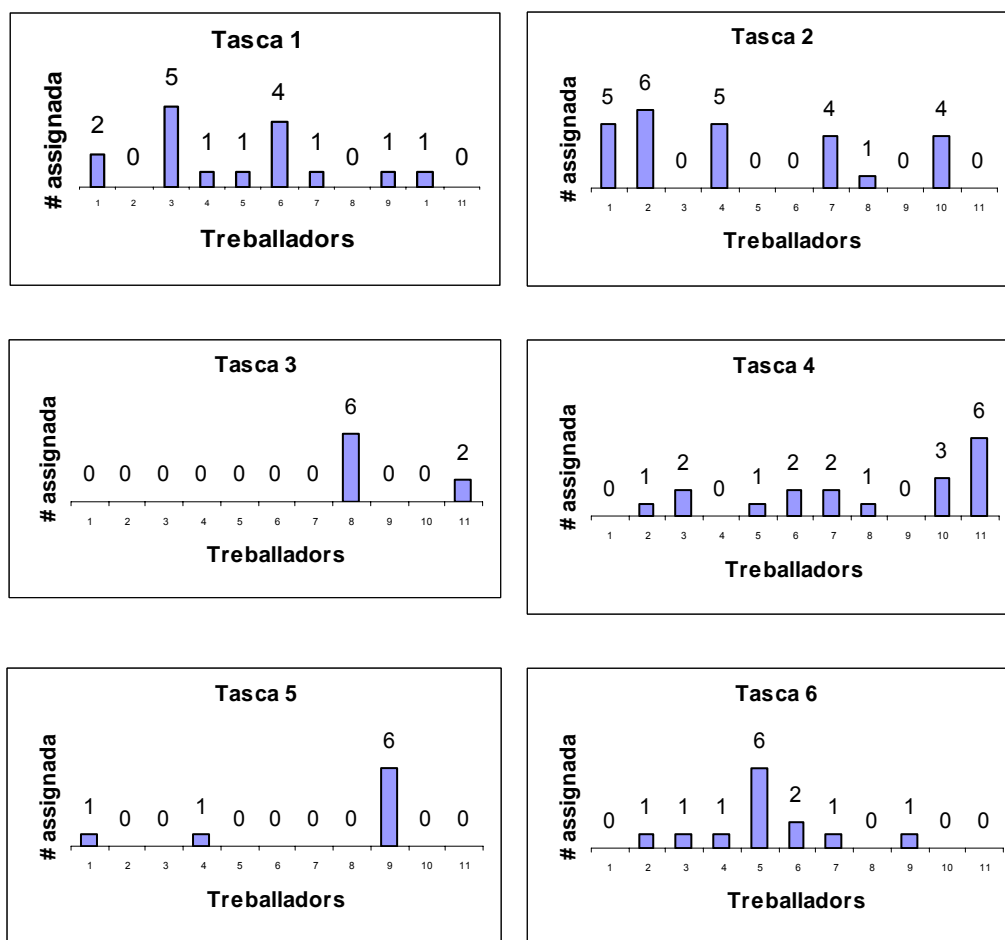 Tasca 1
# assignada
2 0 5 1 1 4 1 0 1 1 0
1 3 4 5 6 7 8 9 1 11
Treballadors
Tasca 2
# assignada
5 6 0 5 0 0 4 1 0 4 0
1 2 3 4 5 6 7 8 9 10 11
Treballadors
Tasca 3
# assignada
0 0 0 0 0 0 0 6 0 0 2
1 2 3 4 5 6 7 8 9 10 11
Treballadors
Tasca 4
# assignada
0 1 2 0 1 2 2 1 0 3 6
1 2 3 4 5 6 7 8 9 10 11
Treballadors
Tasca 5
# assignada
1 0 0 1 0 0 0 0 6 0 0
1 2 3 4 5 6 7 8 9 10 11
Treballadors
Tasca 6
# assignada
0 1 1 1 6 2 1 0 1 0 0
1 2 3 4 5 6 7 8 9 10 11
Treballadors